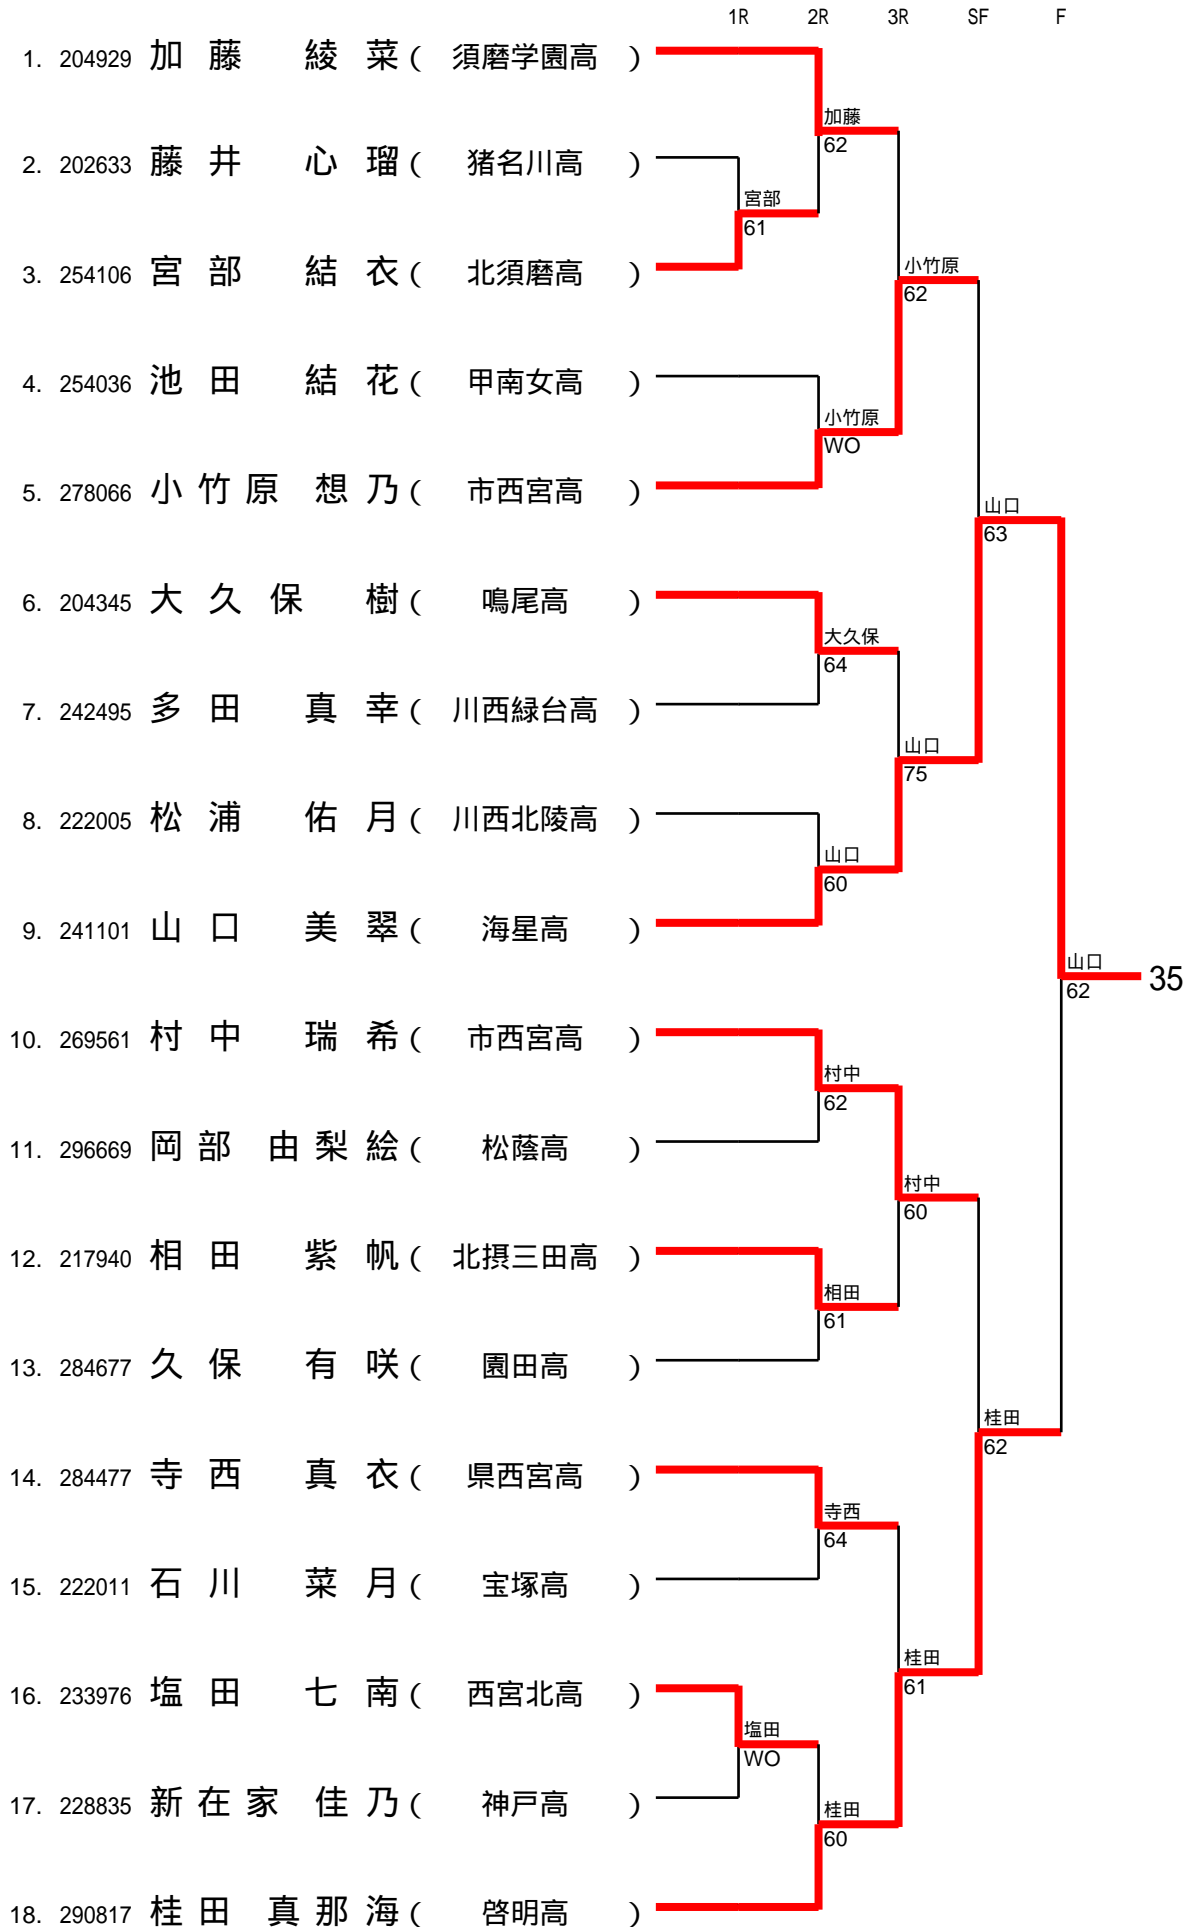 1R 2R 3R SF F
1. 204929 加藤 綾菜 ( 須磨学園高 )
加藤
62
2. 202633 藤井 心瑠 ( 猪名川高 )
宮部
61
3. 254106 宮部 結衣 ( 北須磨高 )
小竹原
62
4. 254036 池田 結花 ( 甲南女高 )
小竹原
WO
5. 278066 小竹原 想乃 ( 市西宮高 )
山口
63
6. 204345 大久保 樹 ( 鳴尾高 )
大久保
64
7. 242495 多田 真幸 ( 川西緑台高 )
山口
75
8. 222005 松浦 佑月 ( 川西北陵高 )
山口
60
9. 241101 山口 美翠 ( 海星高 )
山口
62 35
10. 269561 村中 瑞希 ( 市西宮高 )
村中
62
11. 296669 岡部 由梨絵 ( 松蔭高 )
村中
60
12. 217940 相田 紫帆 ( 北摂三田高 )
相田
61
13. 284677 久保 有咲 ( 園田高 )
桂田
62
14. 284477 寺西 真衣 ( 県西宮高 )
寺西
64
15. 222011 石川 菜月 ( 宝塚高 )
桂田
61
16. 233976 塩田 七南 ( 西宮北高 )
塩田
WO
17. 228835 新在家 佳乃 ( 神戸高 )
桂田
60
18. 290817 桂田 真那海 ( 啓明高 )